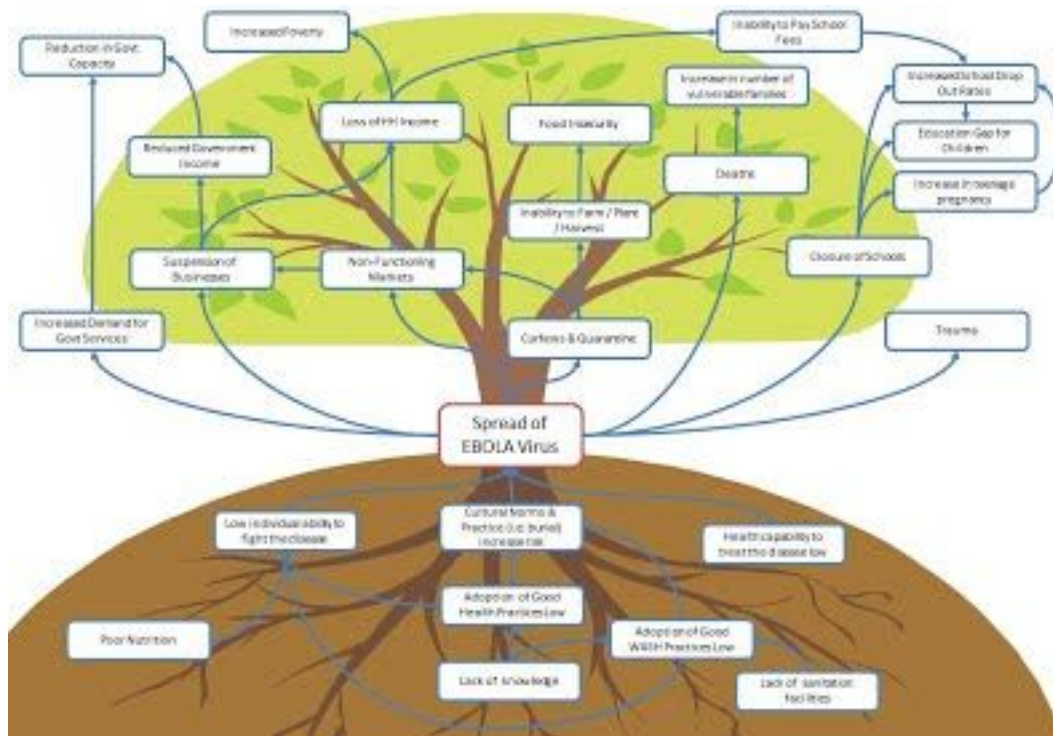 Increased Poverty
Inability to Pay School
Fees
Reduction in Govt
Capacity
Increase in number of
vulnerable families
Increased School Drop
Out Rates
Loss of HH Income
Food Insecurity
Education Gap for
Children
Reduced Government
Income
Deaths
Increase in teenage
pregnancy
Inability to Farm / Plant
/ Harvest
Suspension of
Businesses
Non-Functioning
Markets
Closure of Schools
Increased Demand for
Govt Services
Curfews & Quarantine
Trauma
Spread of
EBOLA Virus
Low individual ability to
fight the disease
Cultural Norms &
Practice (i.e. burial)
increase risk
Health capability to
treat the disease low
Adoption of Good
Health Practices Low
Poor Nutrition
Adoption of Good
WASH Practices Low
Lack of Knowledge
Lack of sanitation
facilities